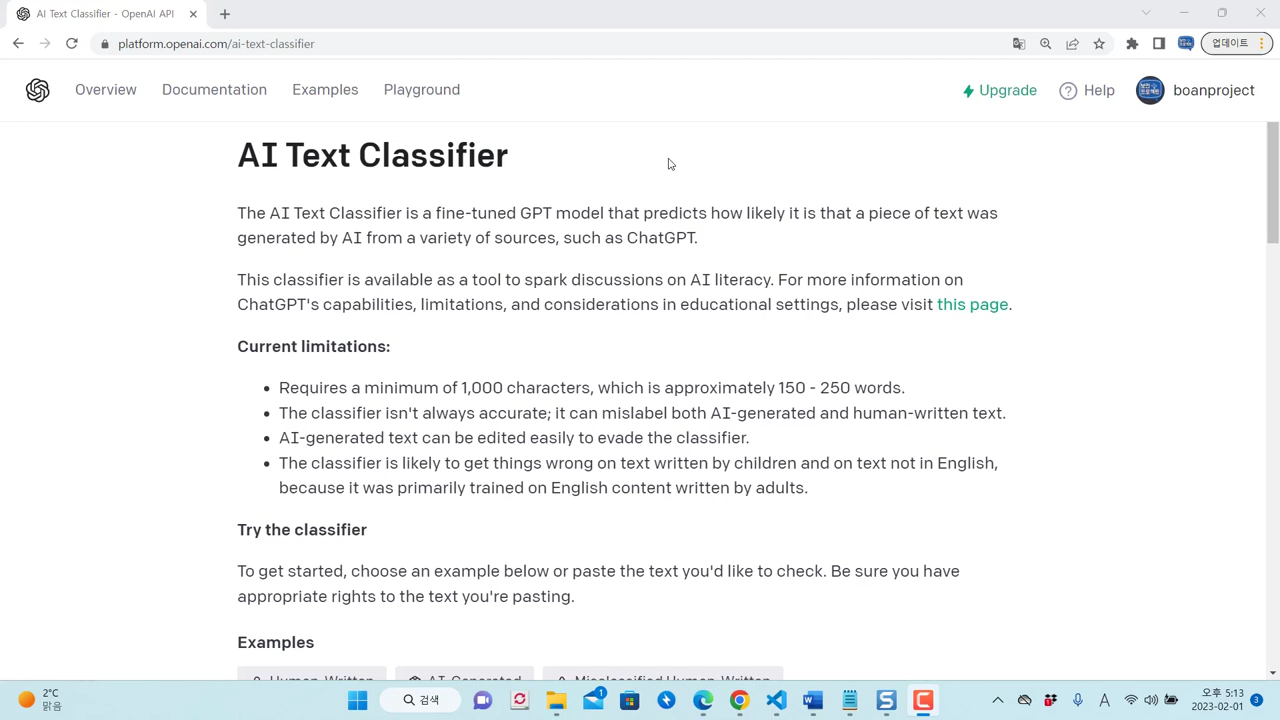 AI Text Classifier - OpenAI API
platform.openai.com/ai-text-classifier
업데이트
Overview Documentation Examples Playground Upgrade Help boanproject
AI Text Classifier
The AI Text Classifier is a fine-tuned GPT model that predicts how likely it is that a piece of text was
generated by AI from a variety of sources, such as ChatGPT.
This classifier is available as a tool to spark discussions on AI literacy. For more information on
ChatGPT's capabilities, limitations, and considerations in educational settings, please visit this page.
Current limitations:
Requires a minimum of 1,000 characters, which is approximately 150 - 250 words.
The classifier isn't always accurate; it can mislabel both AI-generated and human-written text.
AI-generated text can be edited easily to evade the classifier.
The classifier is likely to get things wrong on text written by children and on text not in English,
because it was primarily trained on English content written by adults.
Try the classifier
To get started, choose an example below or paste the text you'd like to check. Be sure you have
appropriate rights to the text you're pasting.
Examples
Human-Written AI-Generated Misclassified Human-Written
2°C
맑음
검색
1
A
오후 5:13
2023-02-01
3